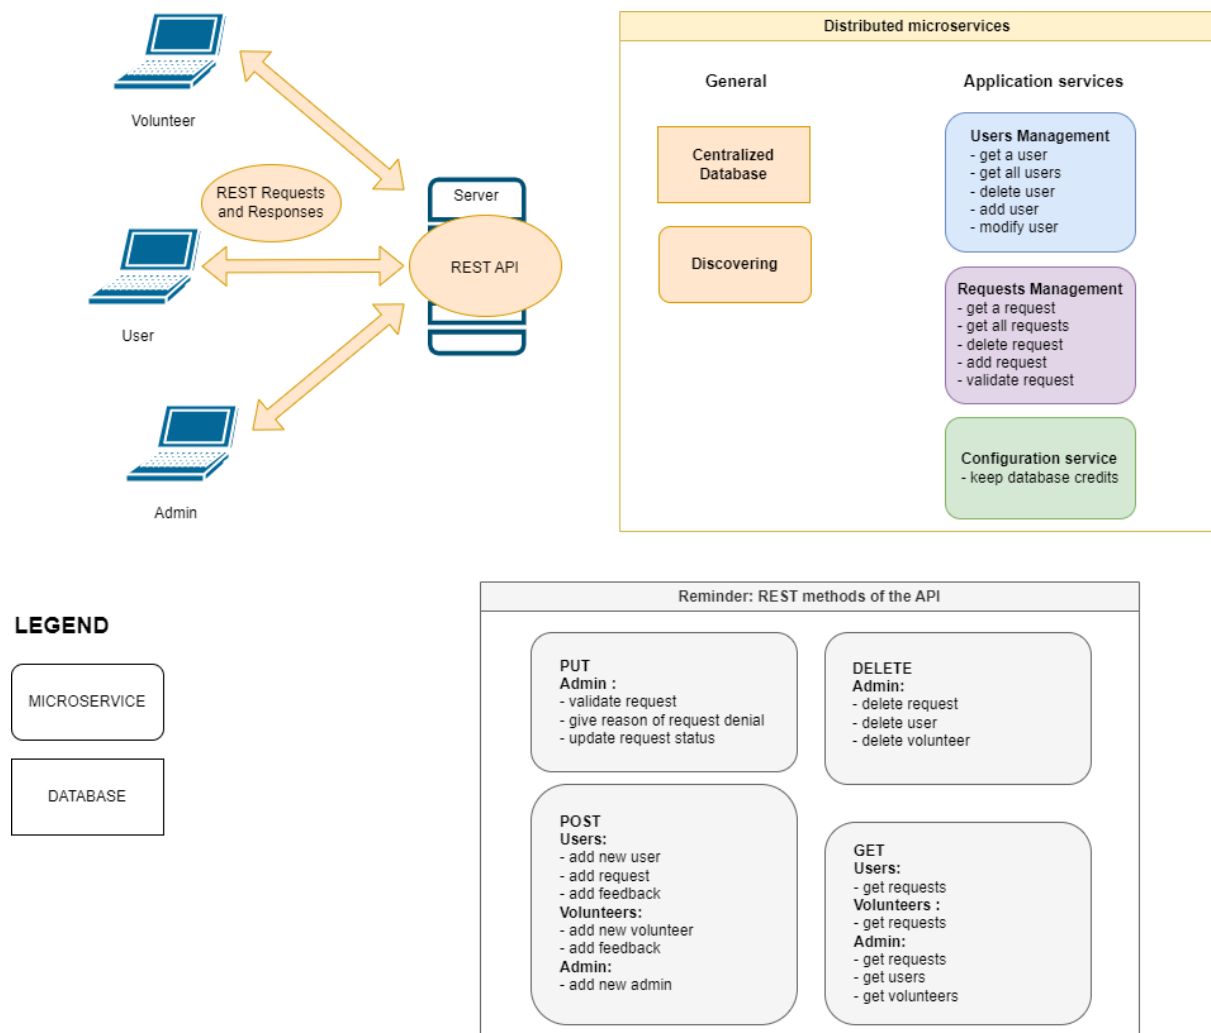 Volunteer
REST Requests
and Responses
Server
REST API
User
Admin
Distributed microservices
General
Application services
Centralized
Database
Discovering
Users Management
- get a user
- get all users
- delete user
- add user
- modify user
Requests Management
- get a request
- get all requests
- delete request
- add request
- validate request
Configuration service
- keep database credits
LEGEND
MICROSERVICE
DATABASE
Reminder: REST methods of the API
PUT
Admin :
- validate request
- give reason of request denial
- update request status
DELETE
Admin:
- delete request
- delete user
- delete volunteer
POST
Users:
- add new user
- add request
- add feedback
Volunteers:
- add new volunteer
- add feedback
Admin:
- add new admin
GET
Users:
- get requests
Volunteers :
- get requests
Admin:
- get requests
- get users
- get volunteers